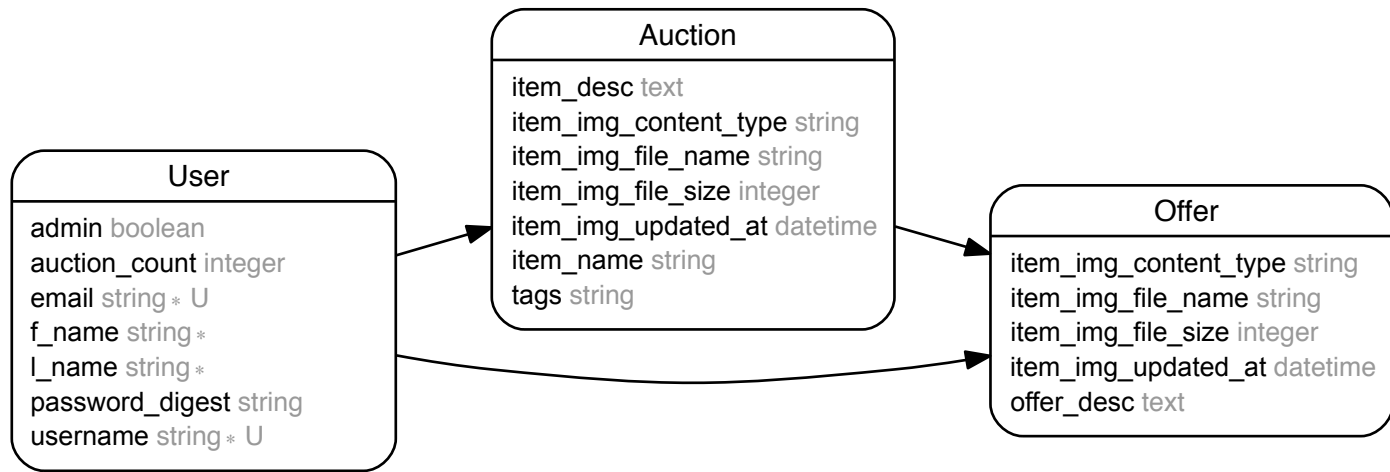 User
admin boolean
auction_count integer
email string∗ U
f_name string∗
l_name string∗
password_digest string
username string∗ U
Auction
item_desc text
item_img_content_type string
item_img_file_name string
item_img_file_size integer
item_img_updated_at datetime
item_name string
tags string
Offer
item_img_content_type string
item_img_file_name string
item_img_file_size integer
item_img_updated_at datetime
offer_desc text